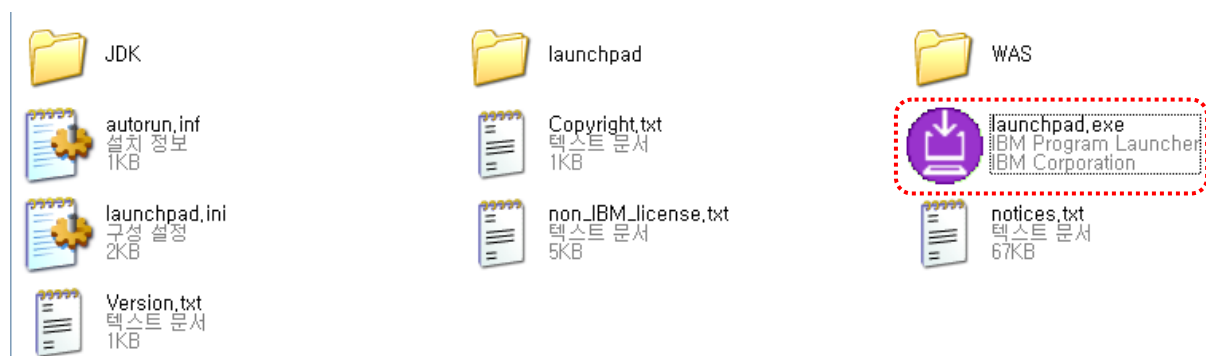 JDK
launchpad
WAS
autorun.inf
설치 정보
1KB
Copyright.txt
텍스트 문서
1KB
launchpad.exe
IBM Program Launcher
IBM Corporation
launchpad.ini
구성 설정
2KB
non_IBM_license.txt
텍스트 문서
5KB
notices.txt
텍스트 문서
67KB
Version.txt
텍스트 문서
1KB